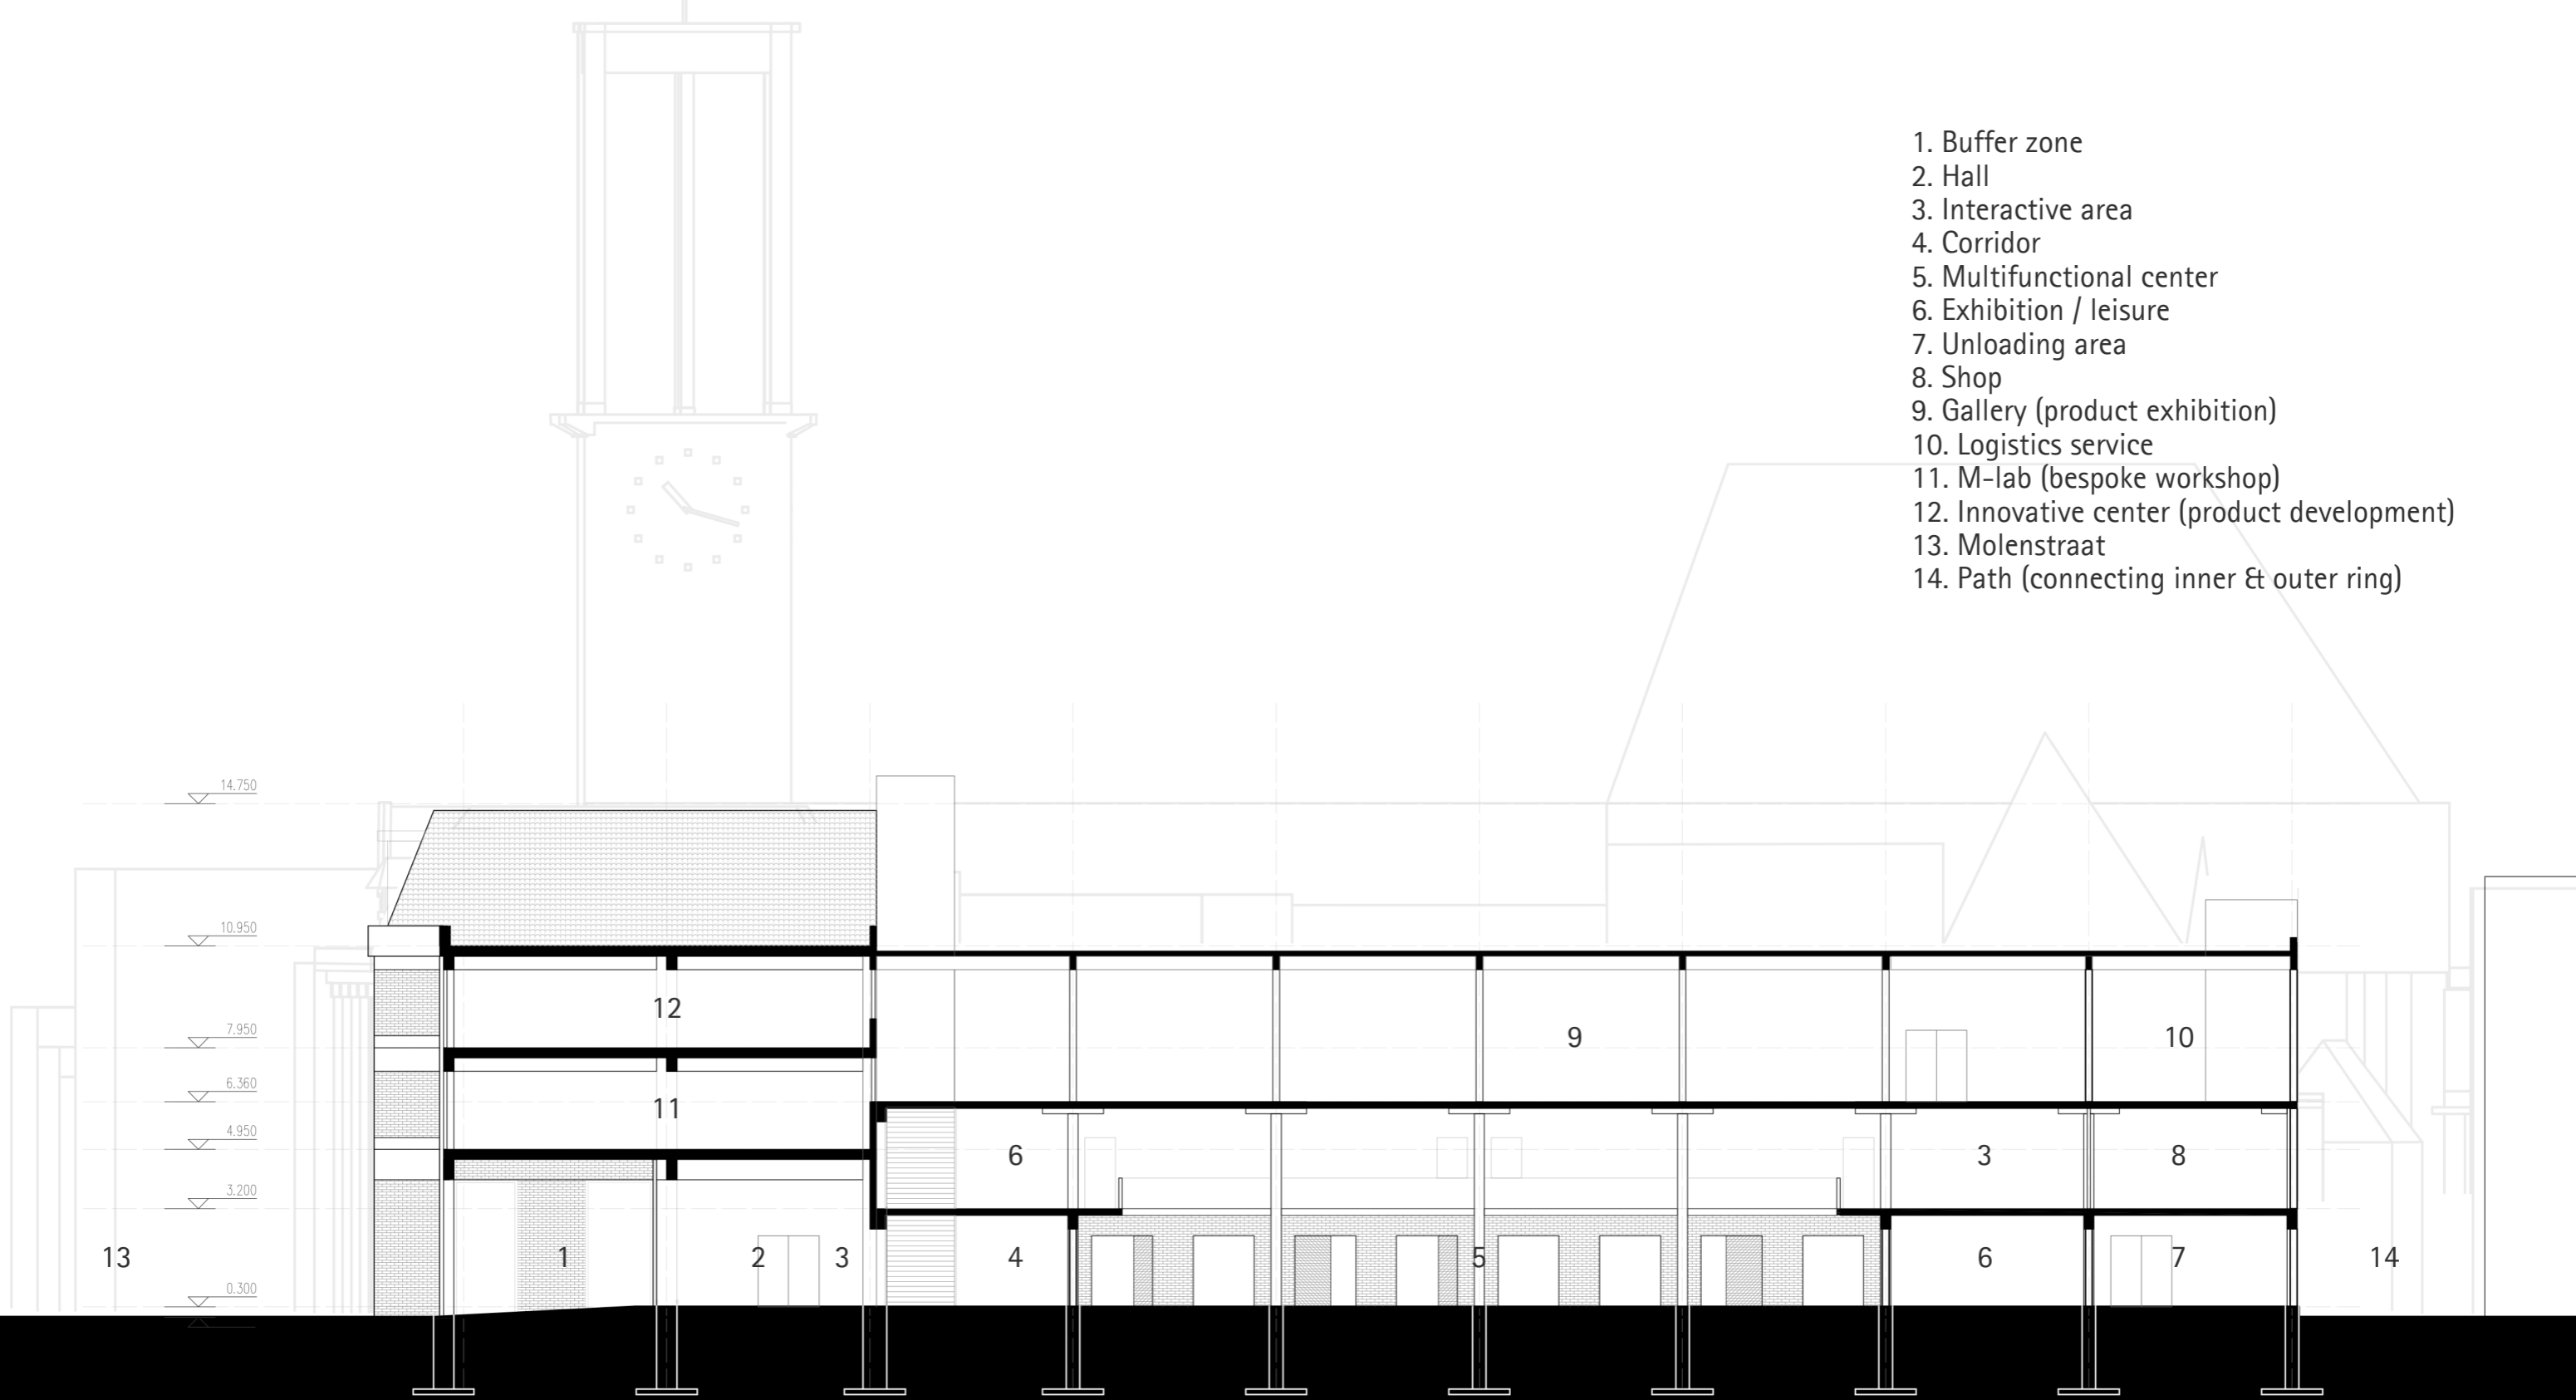 1. Buffer zone
2. Hall
3. Interactive area
4. Corridor
5. Multifunctional center
6. Exhibition / leisure
7. Unloading area
8. Shop
9. Gallery (product exhibition)
10. Logistics service
11. M-lab (bespoke workshop)
12. Innovative center (product development)
13. Molenstraat
14. Path (connecting inner & outer ring)
14.750
10.950
7.950
6.360
4.950
3.200
0.300
12
9
10
11
6
3
8
13
1
2
3
4
5
6
7
14